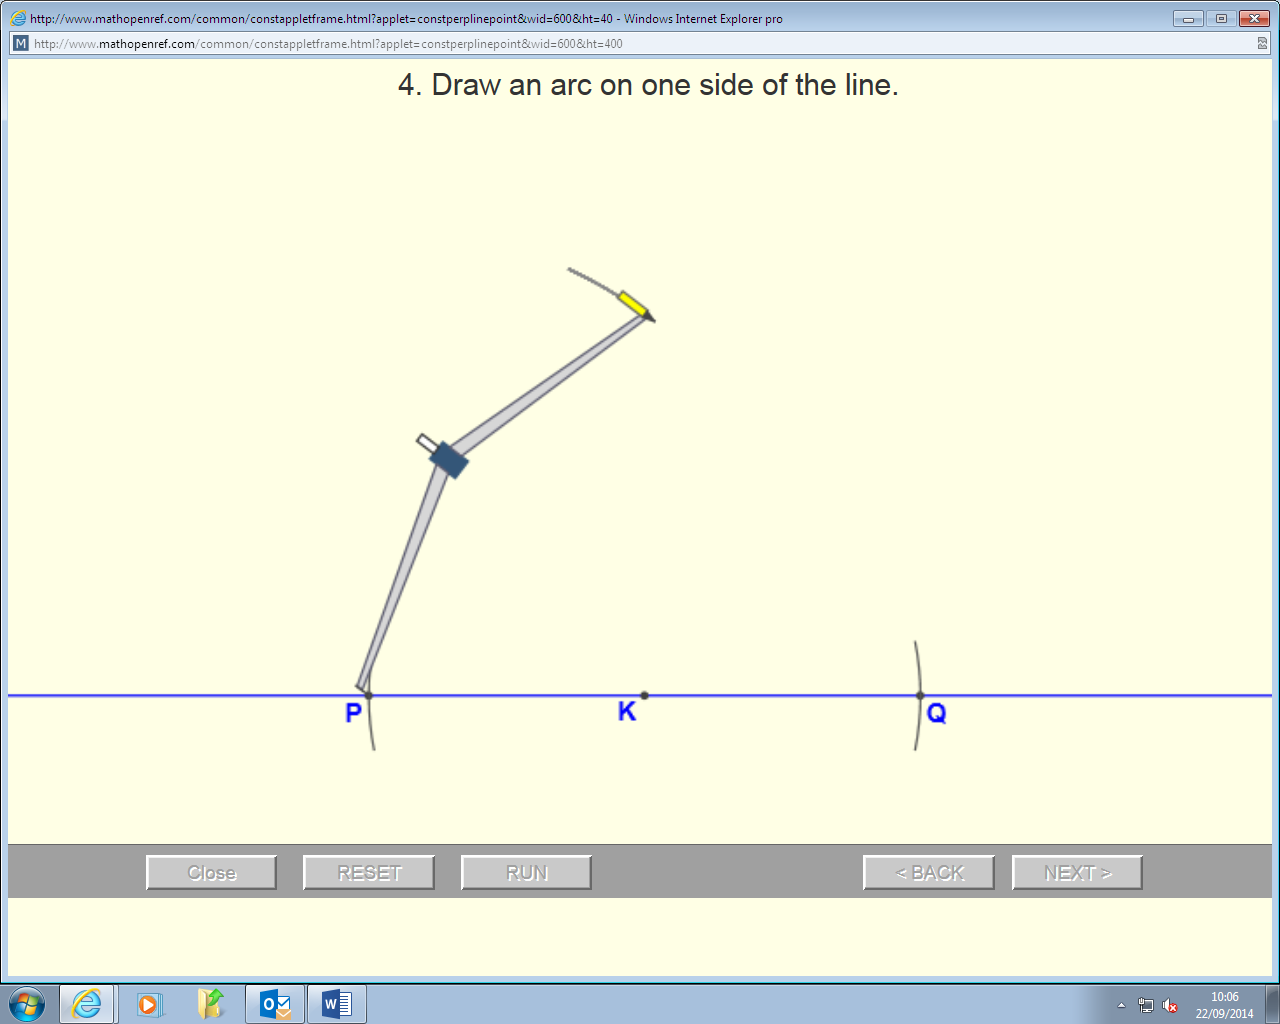 http://www.mathopenref.com/common/constappletframe.html?applet=constperplinepoint&wid=600&ht=40 - Windows Internet Explorer pro
M http://www.mathopenref.com/common/constappletframe.html?applet=constperplinepoint&wid=600&ht=400
4. Draw an arc on one side of the line.
P K Q
Close RESET RUN < BACK NEXT >
10:06
22/09/2014